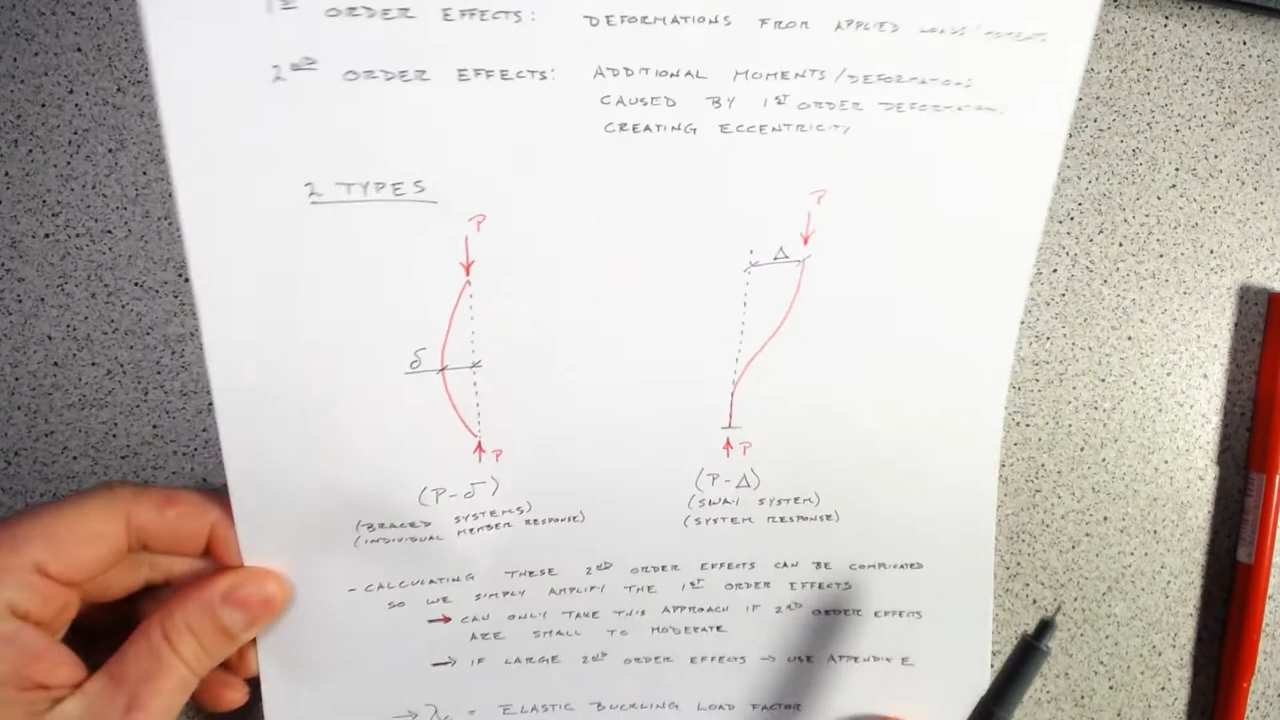 1ST ORDER EFFECTS: DEFORMATIONS FROM APPLIED
2ND ORDER EFFECTS: ADDITIONAL MOMENTS/DEFORMATIONS
CAUSED BY 1ST ORDER
CREATING ECCENTRICITY
2 TYPES
P
P
Δ
δ
P
P
(P-δ)
(BRACED SYSTEMS)
(INDIVIDUAL MEMBER RESPONSE)
(P-Δ)
(SWAY SYSTEM)
(SYSTEM RESPONSE)
- CALCULATING THESE 2ND ORDER EFFECTS CAN BE COMPLICATED
SO WE SIMPLY AMPLIFY THE 1ST ORDER EFFECTS
→ CAN ONLY TAKE THIS APPROACH IF 2ND ORDER EFFECTS
ARE SMALL TO MODERATE
→ IF LARGE 2ND ORDER EFFECTS → USE APPENDIX E
→ λc = ELASTIC BUCKLING LOAD FACTOR